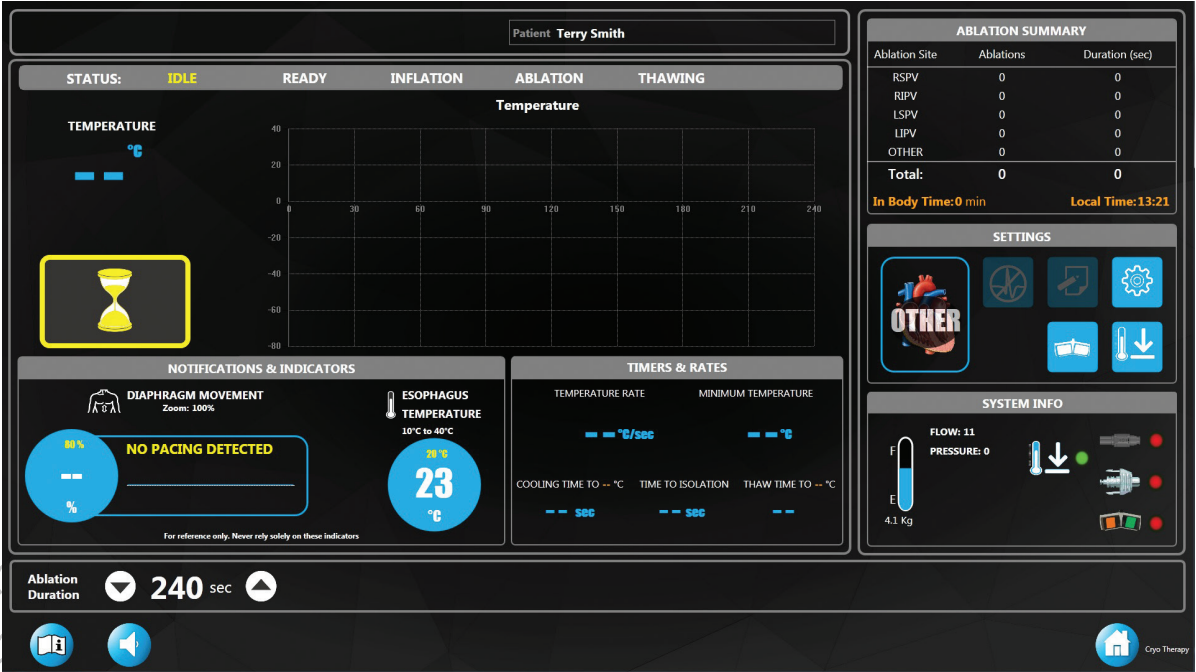 Patient Terry Smith
STATUS: IDLE READY INFLATION ABLATION THAWING
TEMPERATURE
°C
-- --
Temperature
40
20
0
0 30 60 90 120 150 180 210 240
-20
-40
-60
-80
NOTIFICATIONS & INDICATORS
DIAPHRAGM MOVEMENT
Zoom: 100%
80 %
--
%
NO PACING DETECTED
ESOPHAGUS
TEMPERATURE
10°C to 40°C
20 °C
23
°C
For reference only. Never rely solely on these indicators
TIMERS & RATES
TEMPERATURE RATE MINIMUM TEMPERATURE
-- °C/sec -- °C
COOLING TIME TO -- °C TIME TO ISOLATION THAW TIME TO -- °C
-- sec -- sec --
ABLATION SUMMARY
Ablation Site Ablations Duration (sec)
RSPV 0 0
RIPV 0 0
LSPV 0 0
LIPV 0 0
OTHER 0 0
Total: 0 0
In Body Time:0 min Local Time:13:21
SETTINGS
OTHER
SYSTEM INFO
F
E
4.1 Kg
FLOW: 11
PRESSURE: 0
Ablation
Duration
240 sec
i
Cryo Therapy